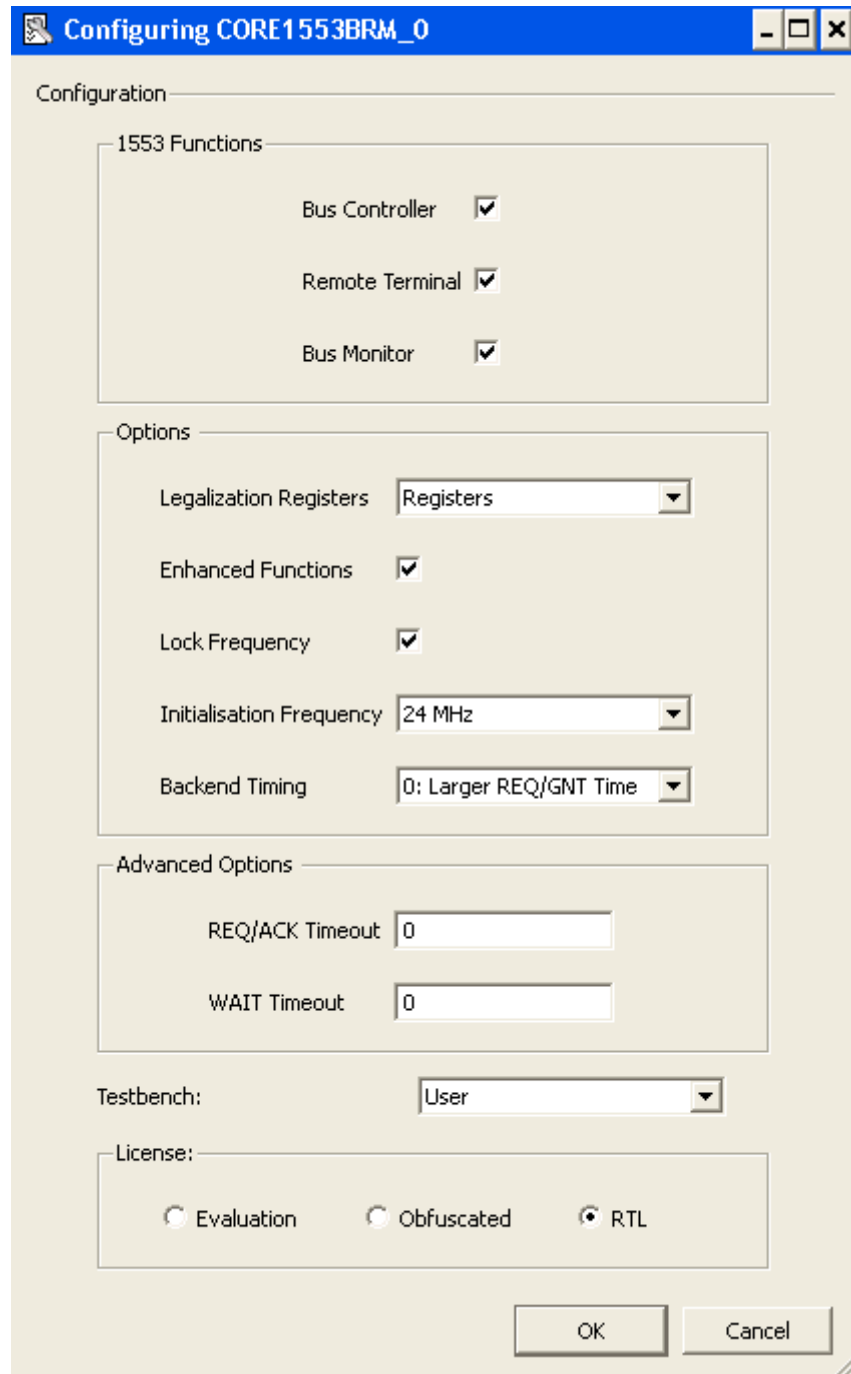 Configuring CORE1553BRM_0
Configuration
1553 Functions
Bus Controller
Remote Terminal
Bus Monitor
Options
Legalization Registers Registers
Enhanced Functions
Lock Frequency
Initialisation Frequency 24 MHz
Backend Timing 0: Larger REQ/GNT Time
Advanced Options
REQ/ACK Timeout 0
WAIT Timeout 0
Testbench: User
License:
Evaluation Obfuscated RTL
OK Cancel